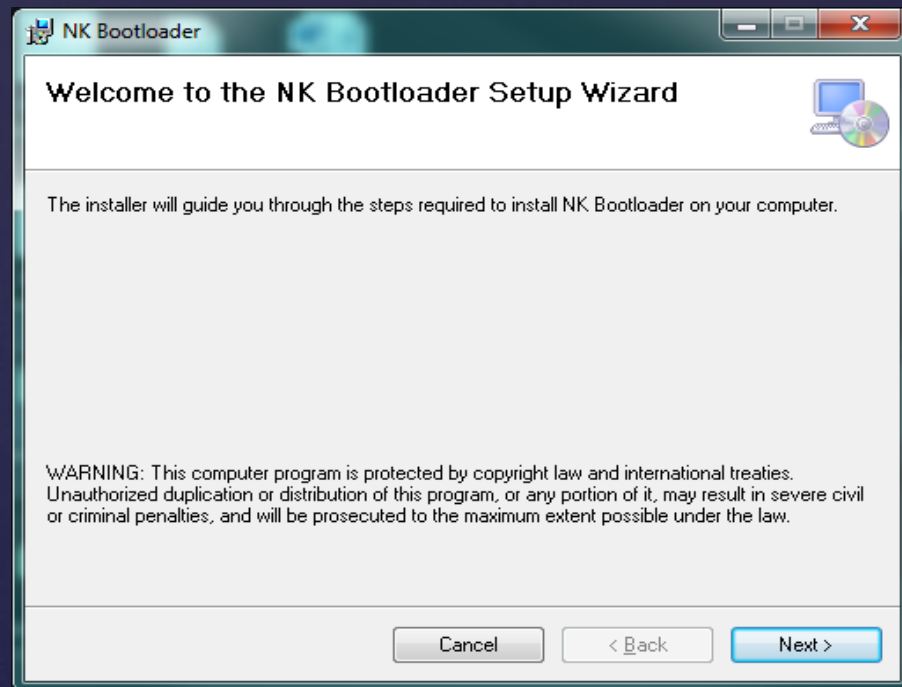 NK Bootloader
Welcome to the NK Bootloader Setup Wizard
The installer will guide you through the steps required to install NK Bootloader on your computer.
WARNING: This computer program is protected by copyright law and international treaties.
Unauthorized duplication or distribution of this program, or any portion of it, may result in severe civil
or criminal penalties, and will be prosecuted to the maximum extent possible under the law.
Cancel
< Back
Next >